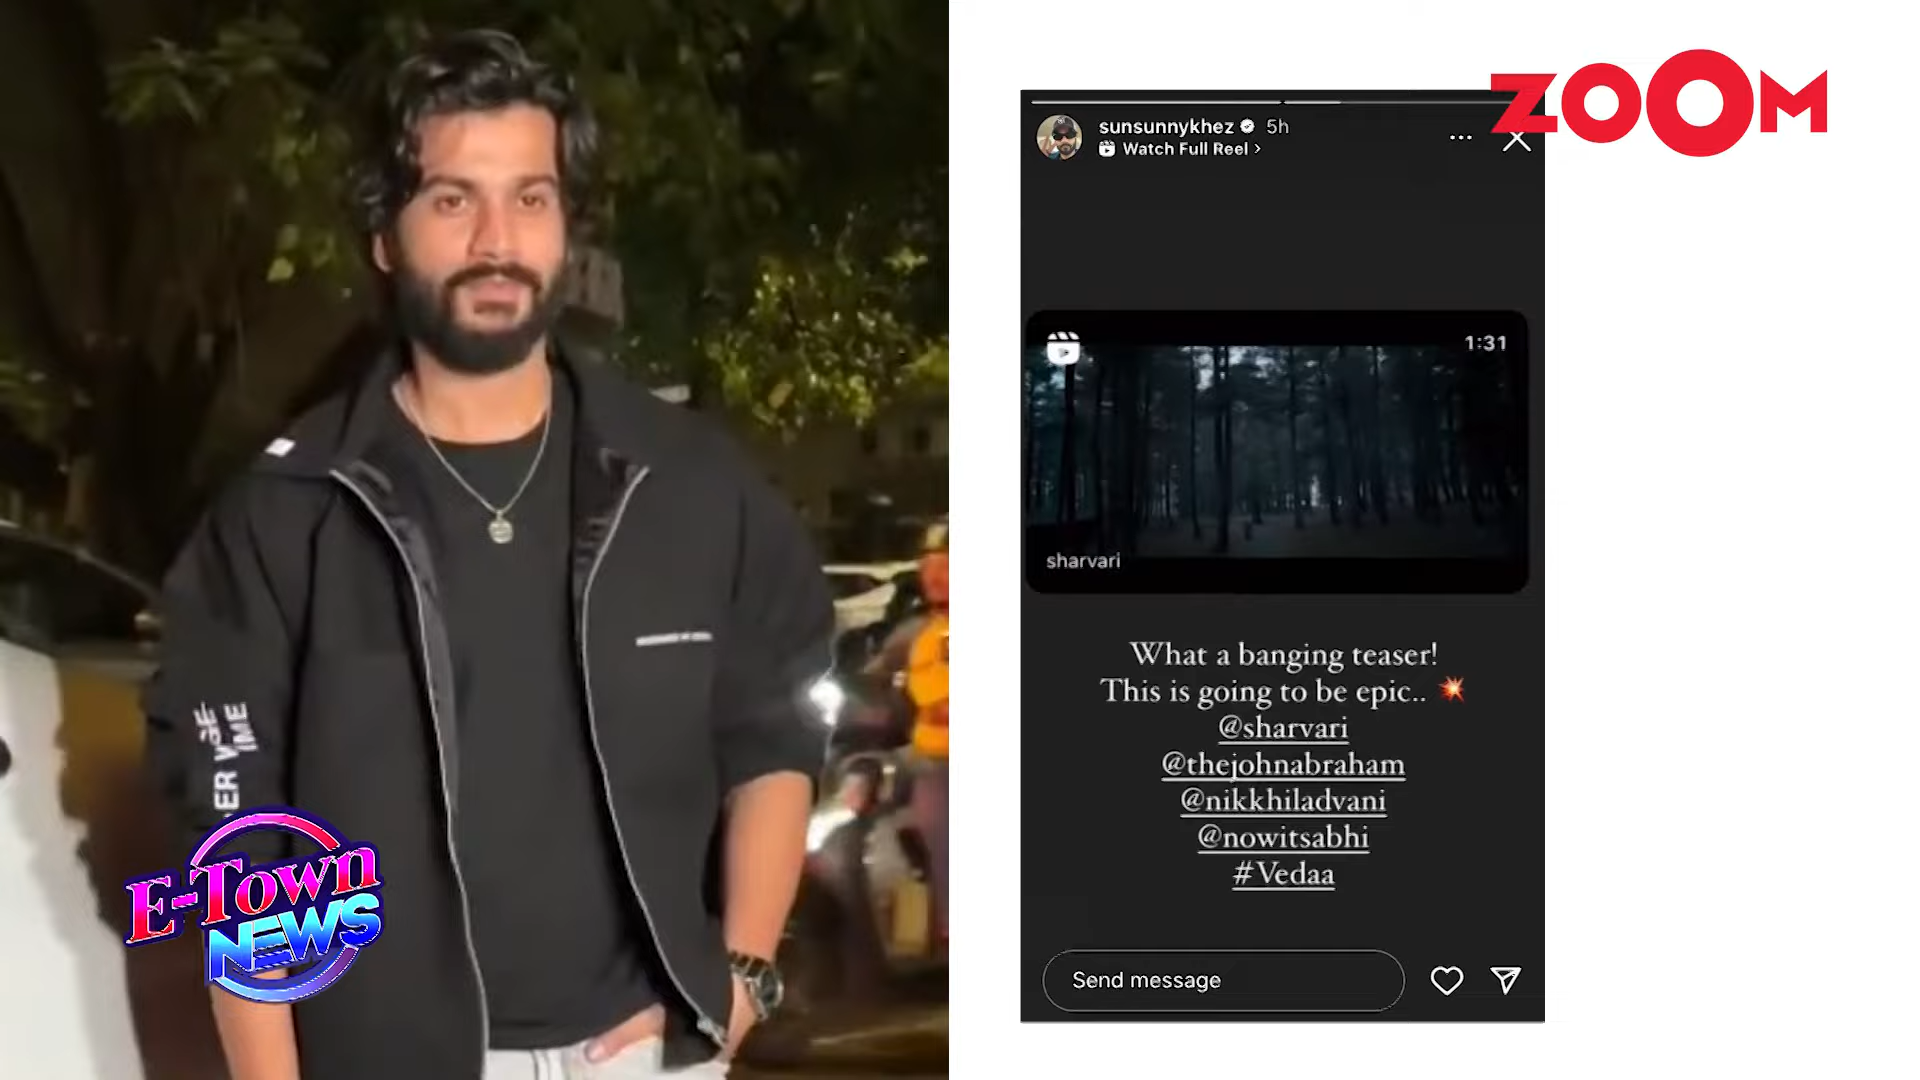 ZOOM
sunsunnykhez 5h
Watch Full Reel >
1:31
sharvari
What a banging teaser!
This is going to be epic.. 💥
@sharvari
@thejohnabraham
@nikkhiladvani
@nowitsabhi
#Vedaa
Send message
E-Town
NEWS